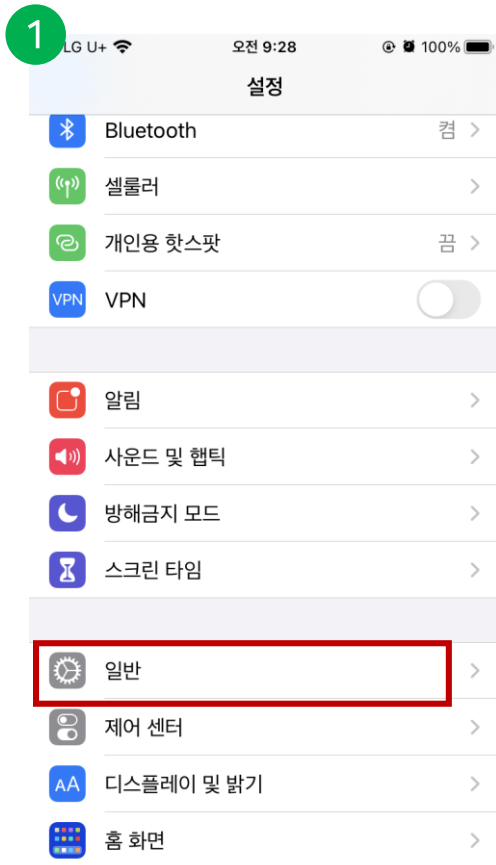 1
LG U+ 오전 9:28 100%
설정
Bluetooth 켬
셀룰러
개인용 핫스팟 끔
VPN VPN
알림
사운드 및 햅틱
방해금지 모드
스크린 타임
일반
제어 센터
AA 디스플레이 및 밝기
홈 화면